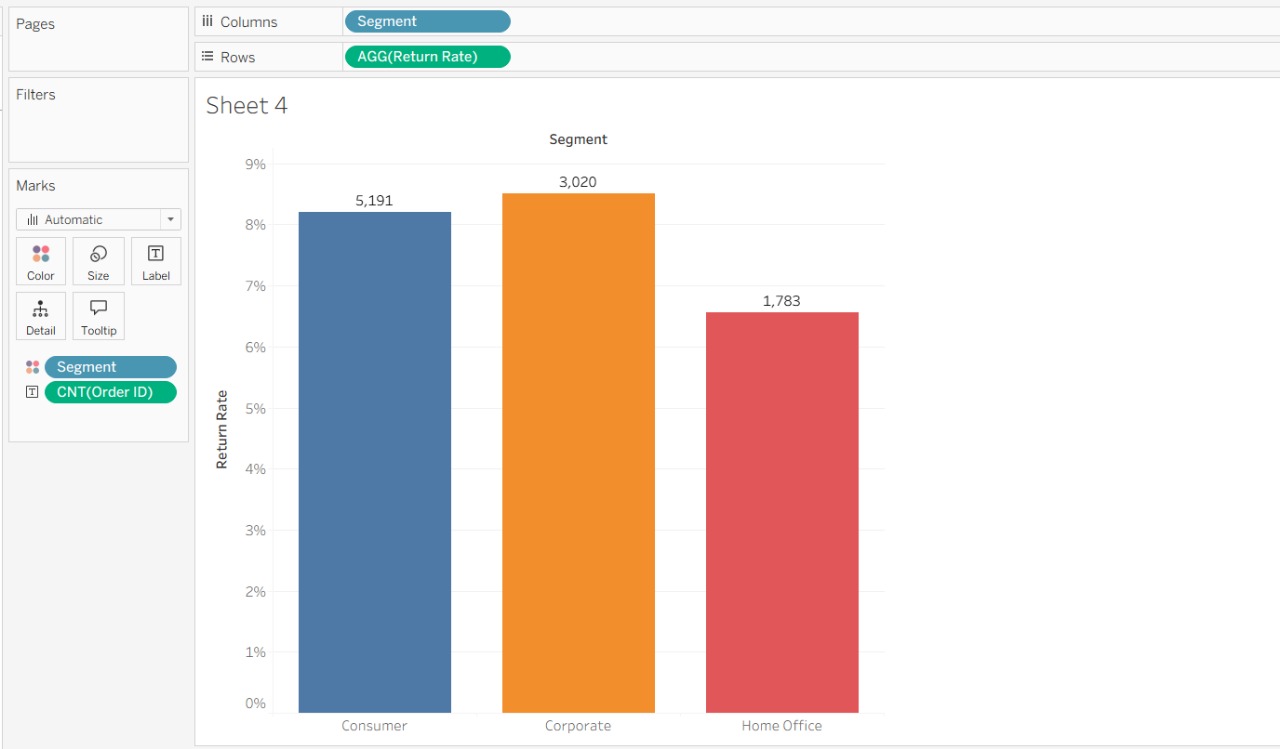 Pages
Columns
Segment
Rows
AGG(Return Rate)
Filters
Marks
Automatic
Color
Size
Label
Detail
Tooltip
Segment
CNT(Order ID)
Sheet 4
Segment
9%
8%
7%
6%
5%
4%
3%
2%
1%
0%
Return Rate
5,191
3,020
1,783
Consumer
Corporate
Home Office